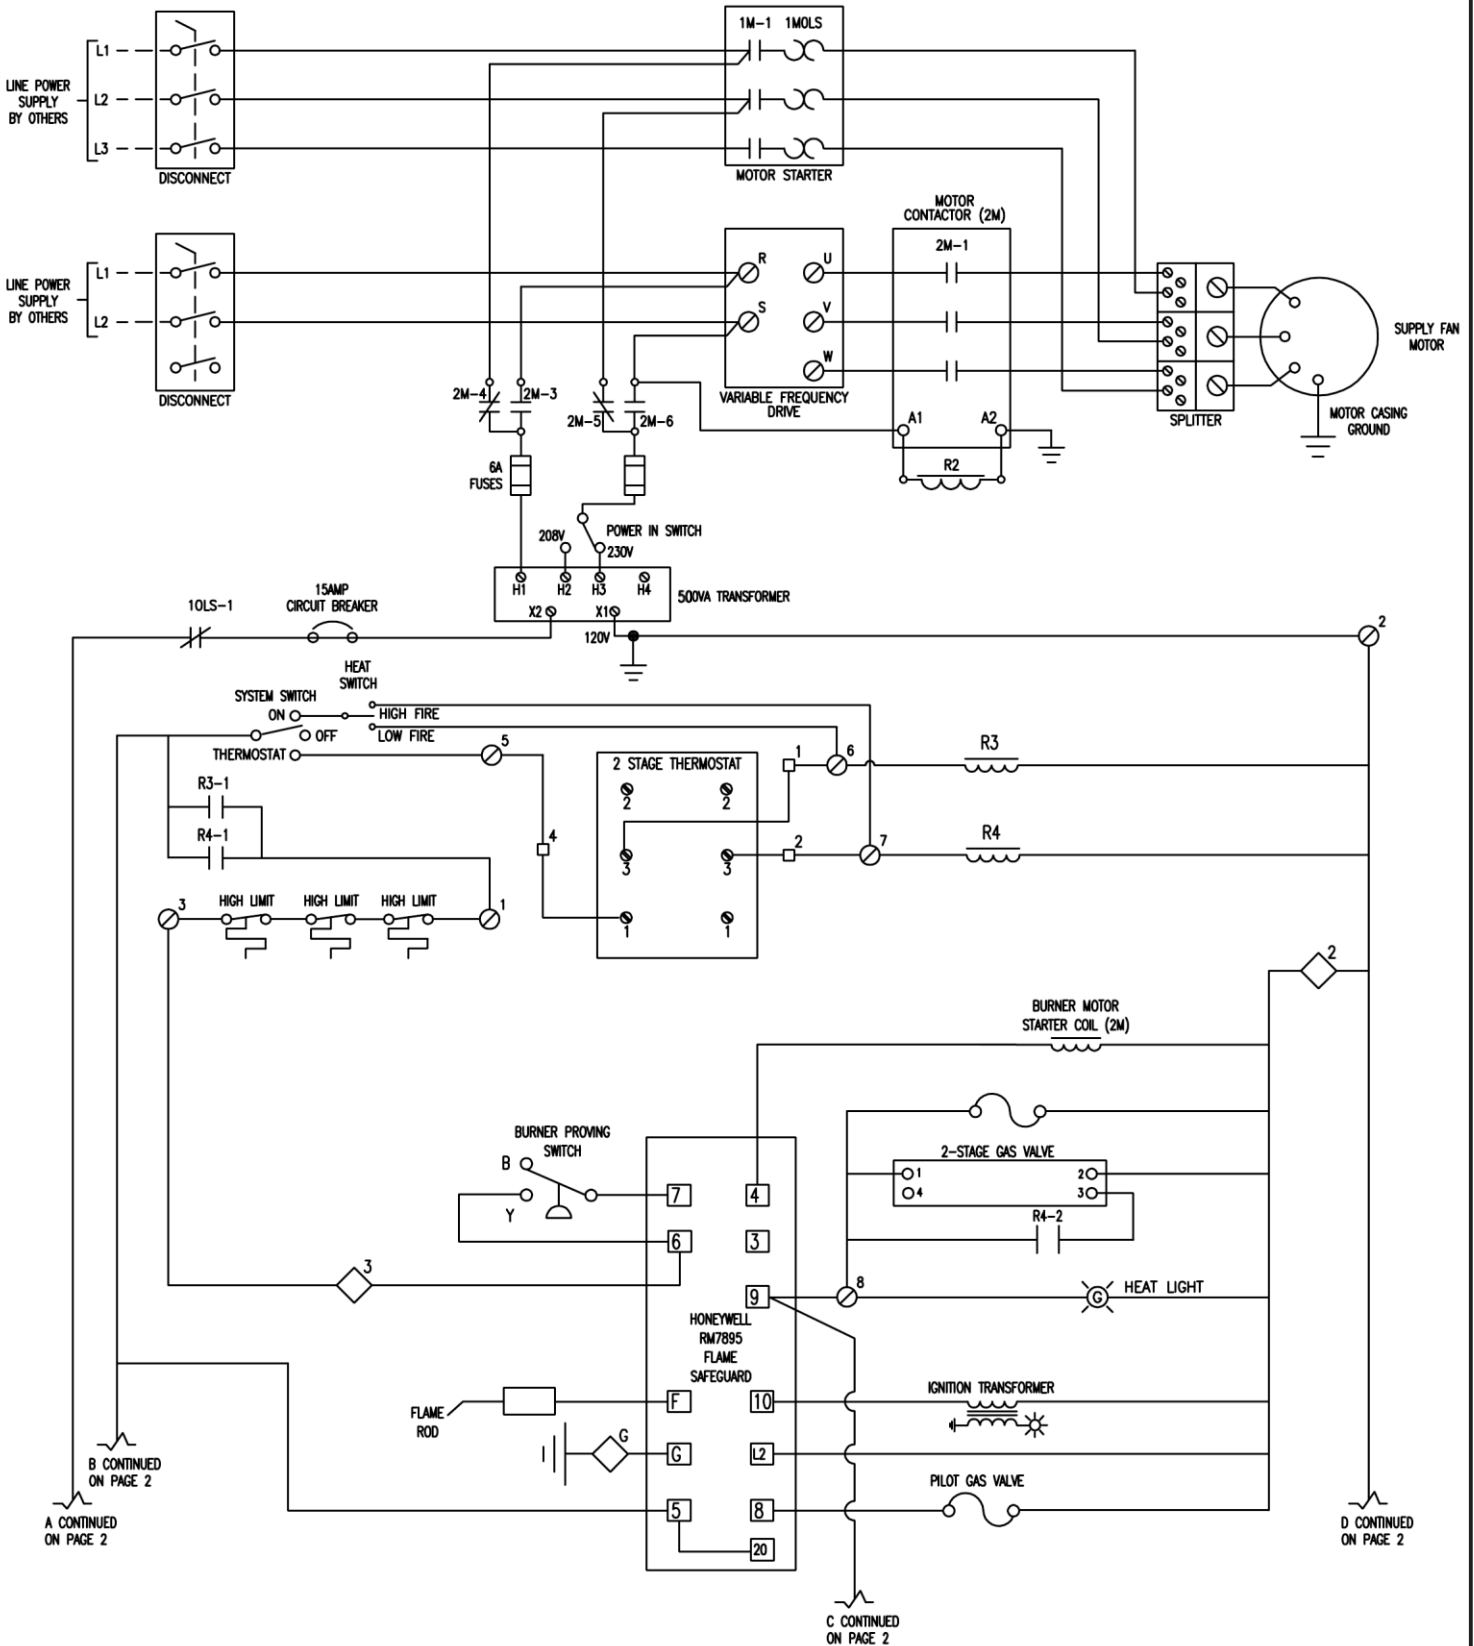 1M-1 1MOLS
L1
LINE POWER
SUPPLY
BY OTHERS
L2
L3
DISCONNECT
MOTOR STARTER
MOTOR
CONTACTOR (2M)
2M-1
L1
LINE POWER
SUPPLY
BY OTHERS
L2
DISCONNECT
R
U
S
V
W
VARIABLE FREQUENCY
DRIVE
A1
A2
R2
SPLITTER
SUPPLY FAN
MOTOR
MOTOR CASING
GROUND
2M-4
2M-3
2M-5
2M-6
6A
FUSES
POWER IN SWITCH
208V
230V
H1
H2
H3
H4
X2
X1
500VA TRANSFORMER
120V
10LS-1
15AMP
CIRCUIT BREAKER
2
HEAT
SWITCH
SYSTEM SWITCH
ON
HIGH FIRE
OFF
LOW FIRE
THERMOSTAT
5
R3-1
R4-1
4
2 STAGE THERMOSTAT
2
2
3
3
1
1
1
6
R3
2
7
R4
3
HIGH LIMIT
HIGH LIMIT
HIGH LIMIT
1
2
BURNER MOTOR
STARTER COIL (2M)
BURNER PROVING
SWITCH
B
Y
7
4
6
3
9
3
2-STAGE GAS VALVE
1
2
4
3
R4-2
8
G
HEAT LIGHT
HONEYWELL
RM7895
FLAME
SAFEGUARD
FLAME
ROD
F
10
IGNITION TRANSFORMER
G
G
L2
5
8
PILOT GAS VALVE
20
B CONTINUED
ON PAGE 2
A CONTINUED
ON PAGE 2
D CONTINUED
ON PAGE 2
C CONTINUED
ON PAGE 2